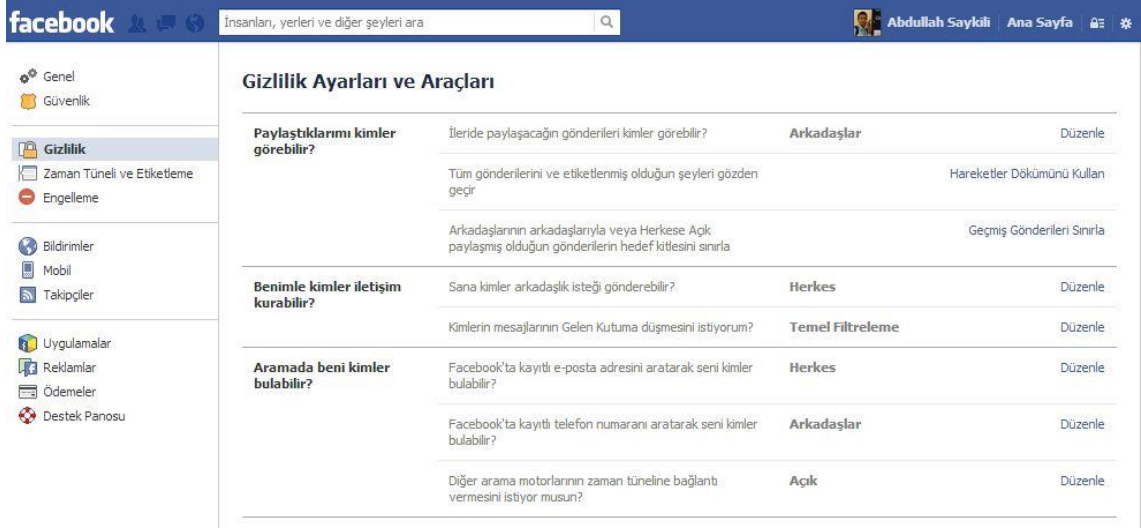 facebook
İnsanları, yerleri ve diğer şeyleri ara
Abdullah Saykili
Ana Sayfa
Genel
Güvenlik
Gizlilik
Zaman Tüneli ve Etiketleme
Engelleme
Bildirimler
Mobil
Takipçiler
Uygulamalar
Reklamlar
Ödemeler
Destek Panosu
Gizlilik Ayarları ve Araçları
Paylaştıklarımı kimler
görebilir?
İleride paylaşacağın gönderileri kimler görebilir?
Arkadaşlar
Düzenle
Tüm gönderilerini ve etiketlenmiş olduğun şeyleri gözden
geçir
Hareketler Dökümünü Kullan
Arkadaşlarının arkadaşlarıyla veya Herkese Açık
paylaşmış olduğun gönderilerin hedef kitlesini sınırla
Geçmiş Gönderileri Sınırla
Benimle kimler iletişim
kurabilir?
Sana kimler arkadaşlık isteği gönderebilir?
Herkes
Düzenle
Kimlerin mesajlarının Gelen Kutuma düşmesini istiyorum?
Temel Filtreleme
Düzenle
Aramada beni kimler
bulabilir?
Facebook'ta kayıtlı e-posta adresini aratarak seni kimler
bulabilir?
Herkes
Düzenle
Facebook'ta kayıtlı telefon numaranı aratarak seni kimler
bulabilir?
Arkadaşlar
Düzenle
Diğer arama motorlarının zaman tüneline bağlantı
vermesini istiyor musun?
Açık
Düzenle